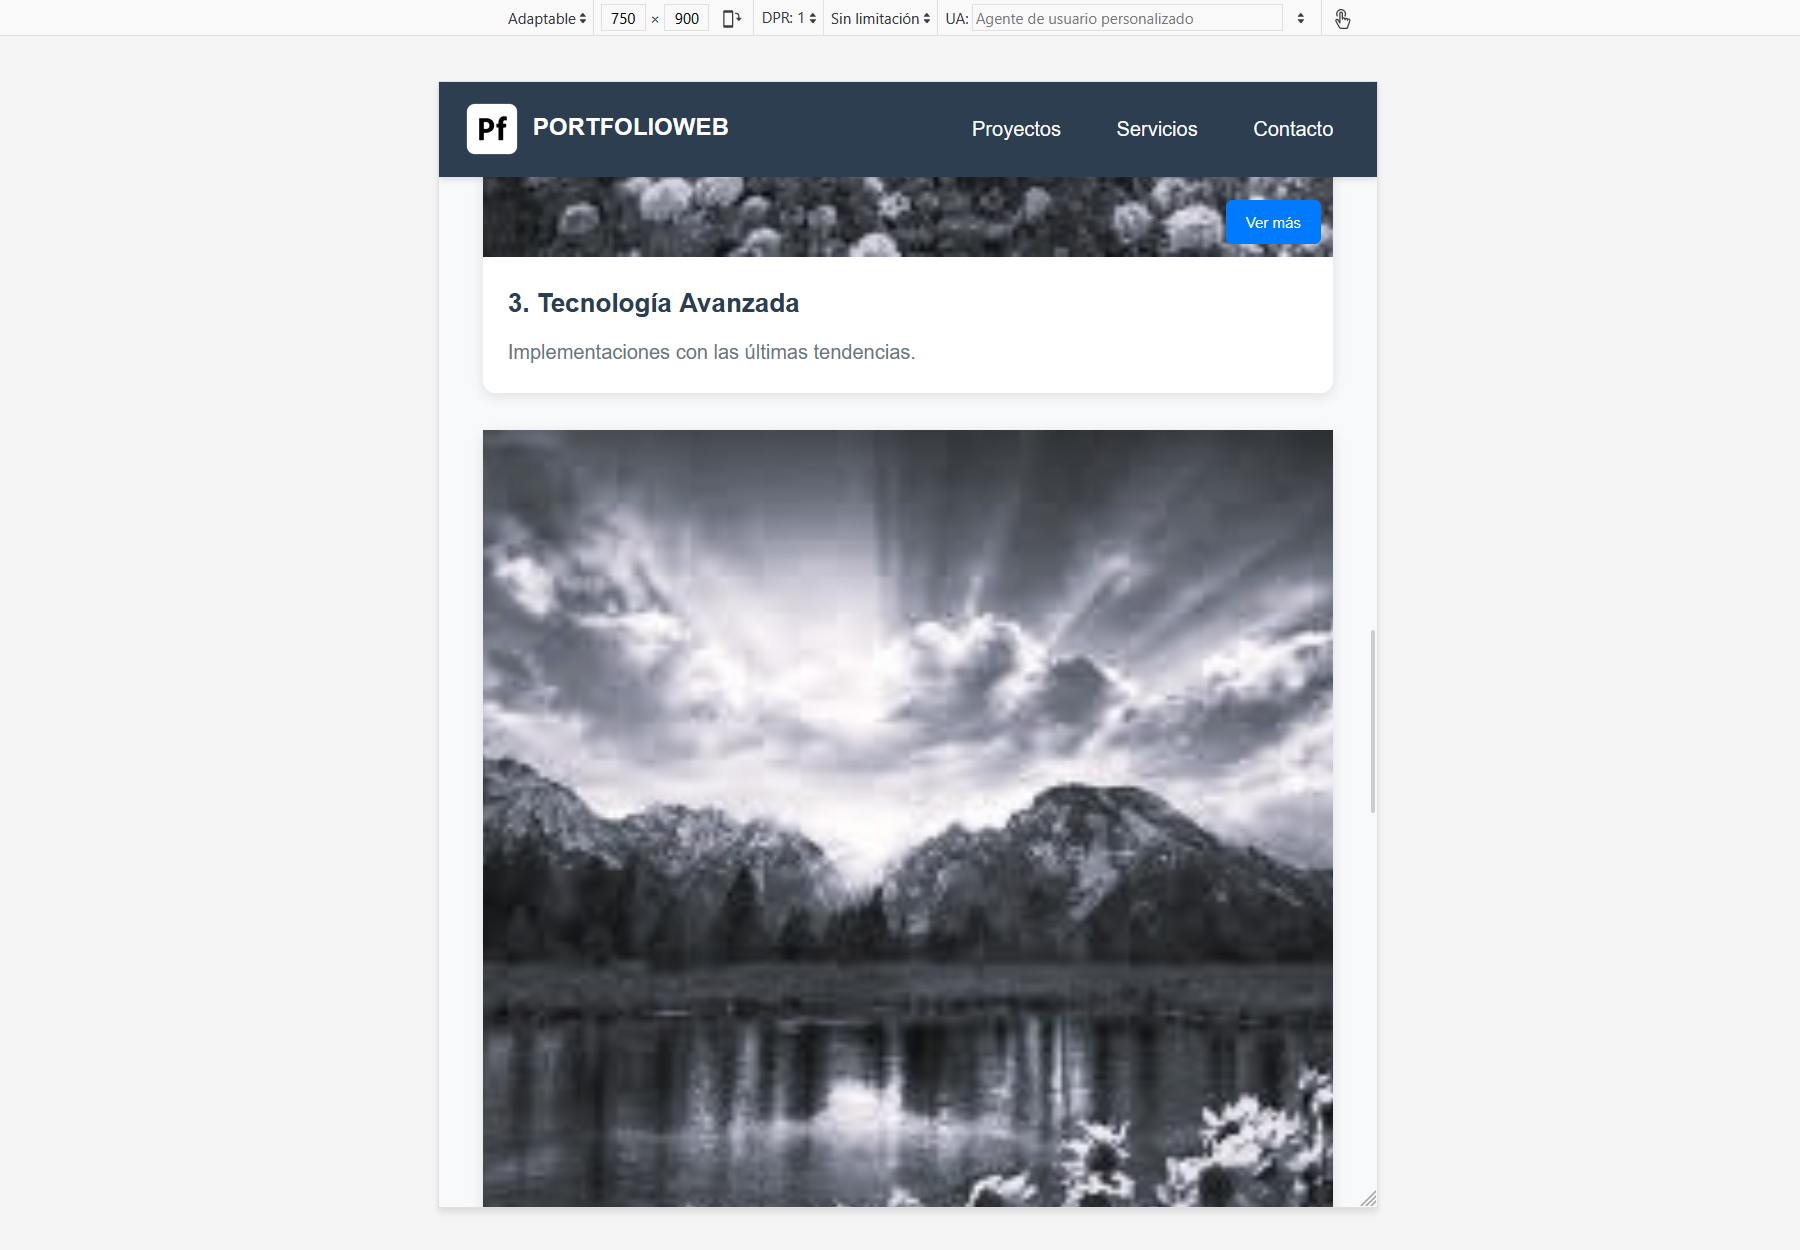 Adaptable 750 × 900 DPR: 1 Sin limitación UA: Agente de usuario personalizado
Pf PORTFOLIOWEB Proyectos Servicios Contacto
Ver más
3. Tecnología Avanzada
Implementaciones con las últimas tendencias.